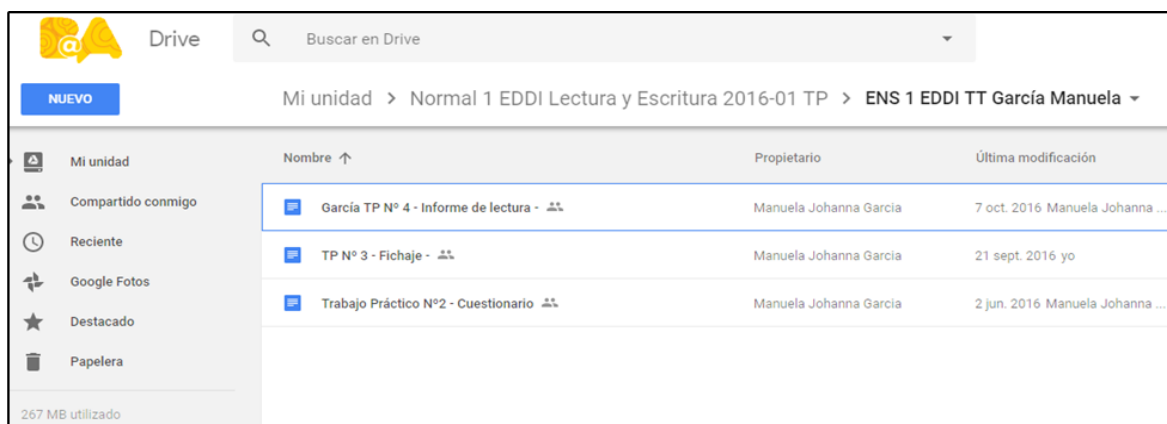 B@A Drive Buscar en Drive
NUEVO Mi unidad > Normal 1 EDDI Lectura y Escritura 2016-01 TP > ENS 1 EDDI TT García Manuela
Mi unidad
Compartido conmigo
Reciente
Google Fotos
Destacado
Papelera
267 MB utilizado
Nombre ↑ Propietario Última modificación
García TP Nº 4 - Informe de lectura - Manuela Johanna Garcia 7 oct. 2016 Manuela Johanna ...
TP Nº 3 - Fichaje - Manuela Johanna Garcia 21 sept. 2016 yo
Trabajo Práctico Nº2 - Cuestionario Manuela Johanna Garcia 2 jun. 2016 Manuela Johanna ...